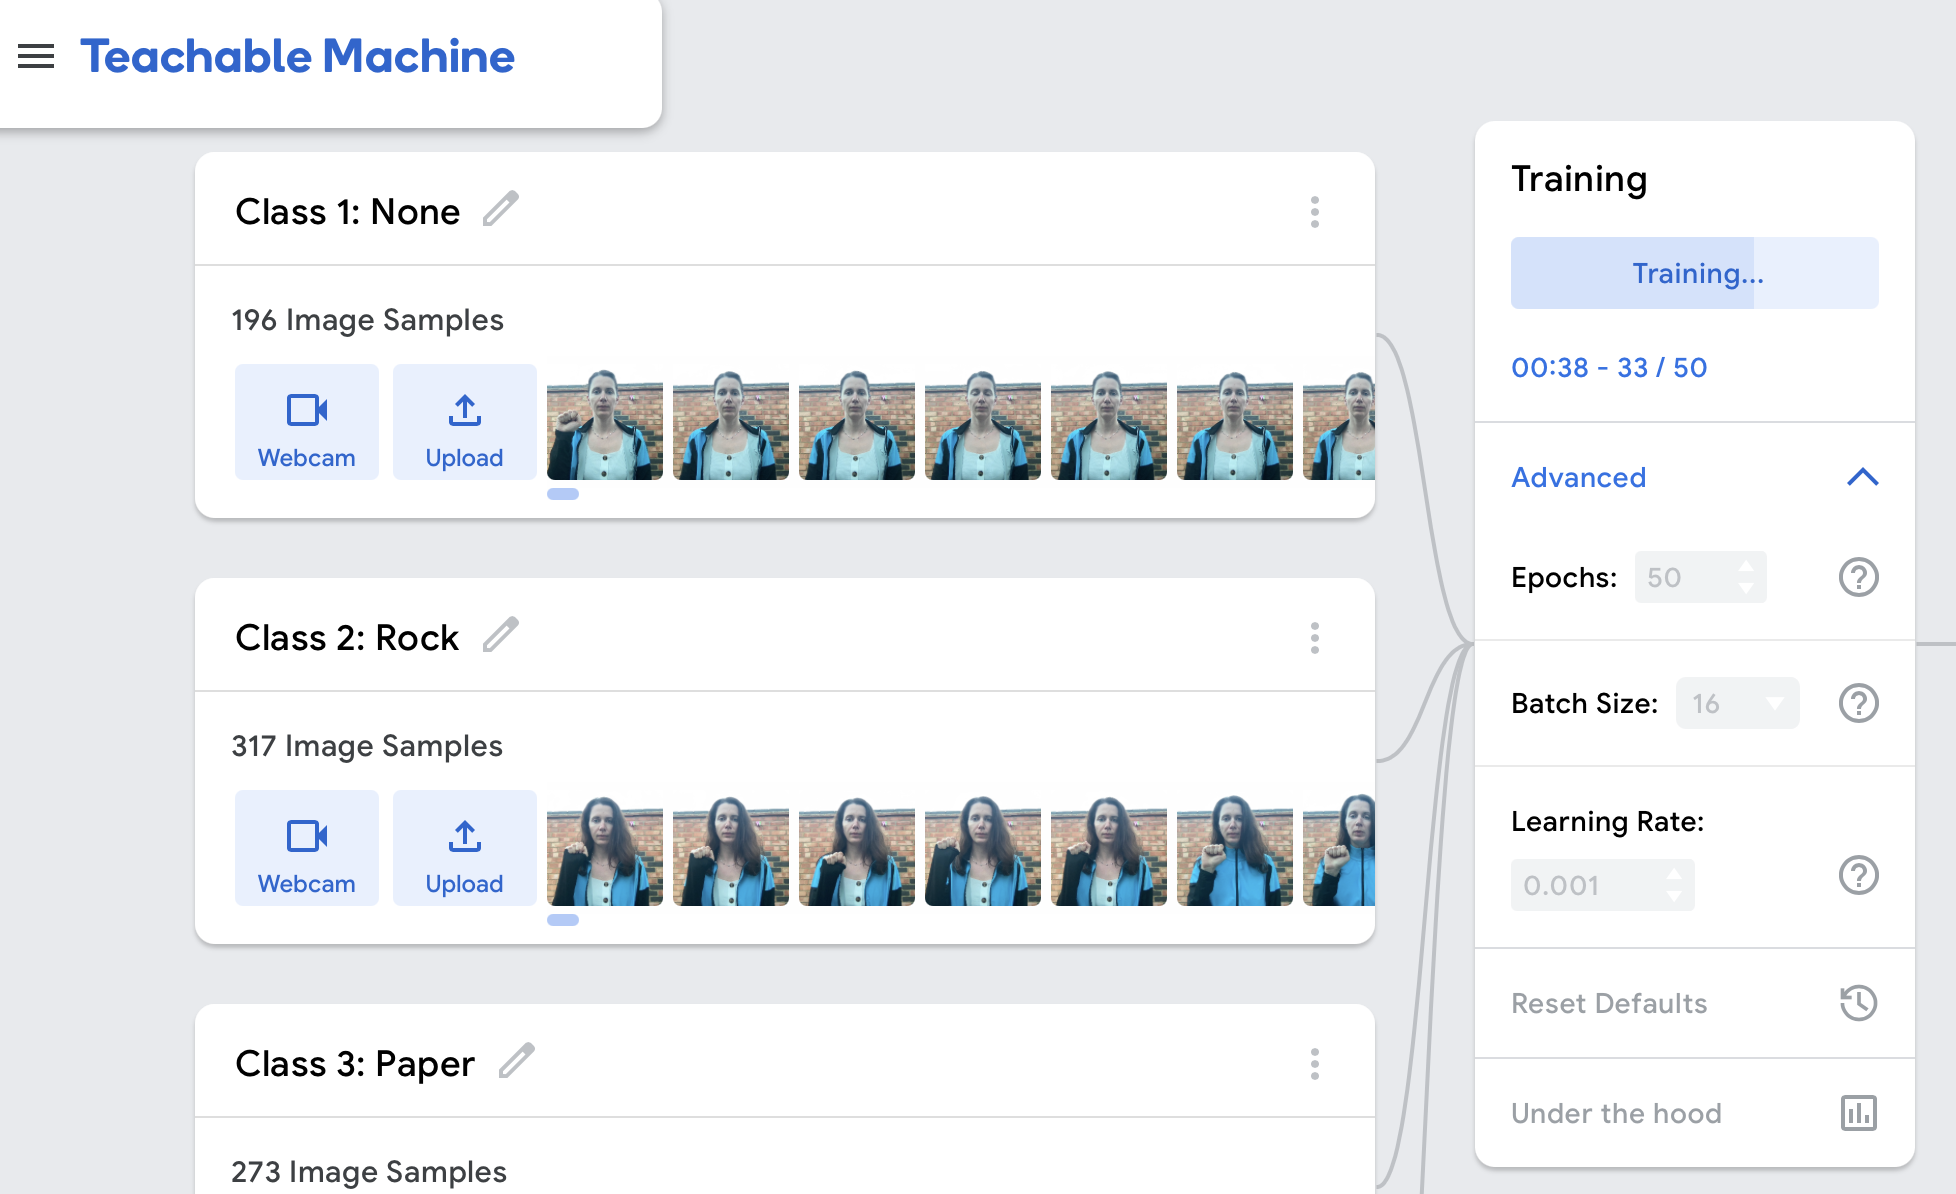 Teachable Machine
Class 1: None
196 Image Samples
Webcam
Upload
Class 2: Rock
317 Image Samples
Webcam
Upload
Class 3: Paper
273 Image Samples
Training
Training...
00:38 - 33 / 50
Advanced
Epochs: 50
Batch Size: 16
Learning Rate:
0.001
Reset Defaults
Under the hood